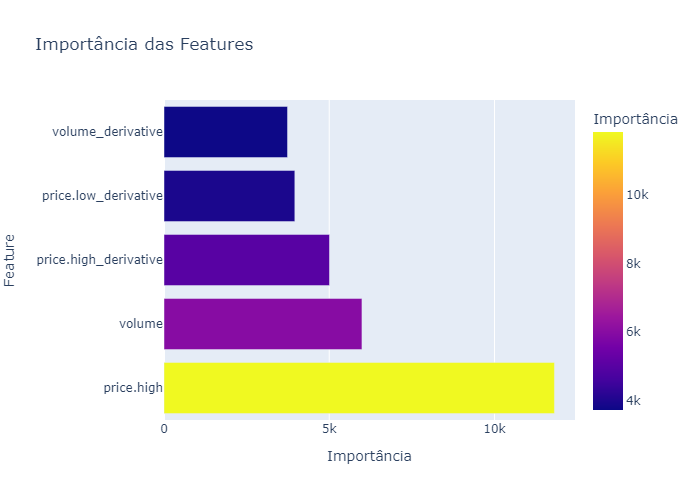 Importância das Features
Importância
volume_derivative
price.low_derivative
price.high_derivative
volume
price.high
Feature
0
5k
10k
Importância
10k
8k
6k
4k